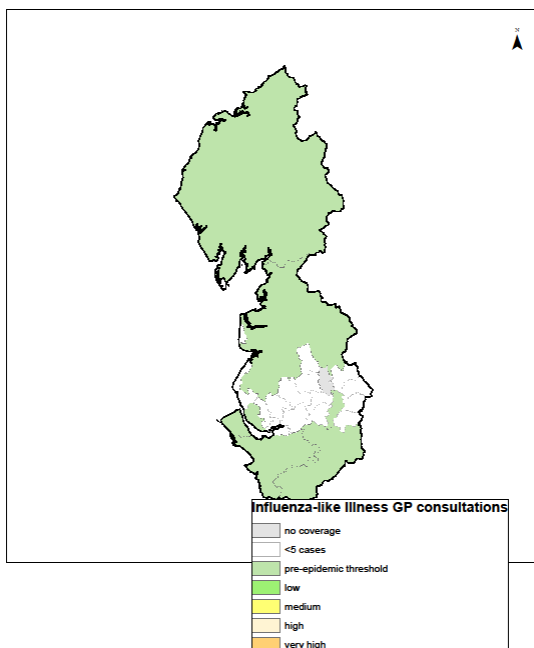 Influenza-like Illness GP consultations
no coverage
<5 cases
pre-epidemic threshold
low
medium
high
very high